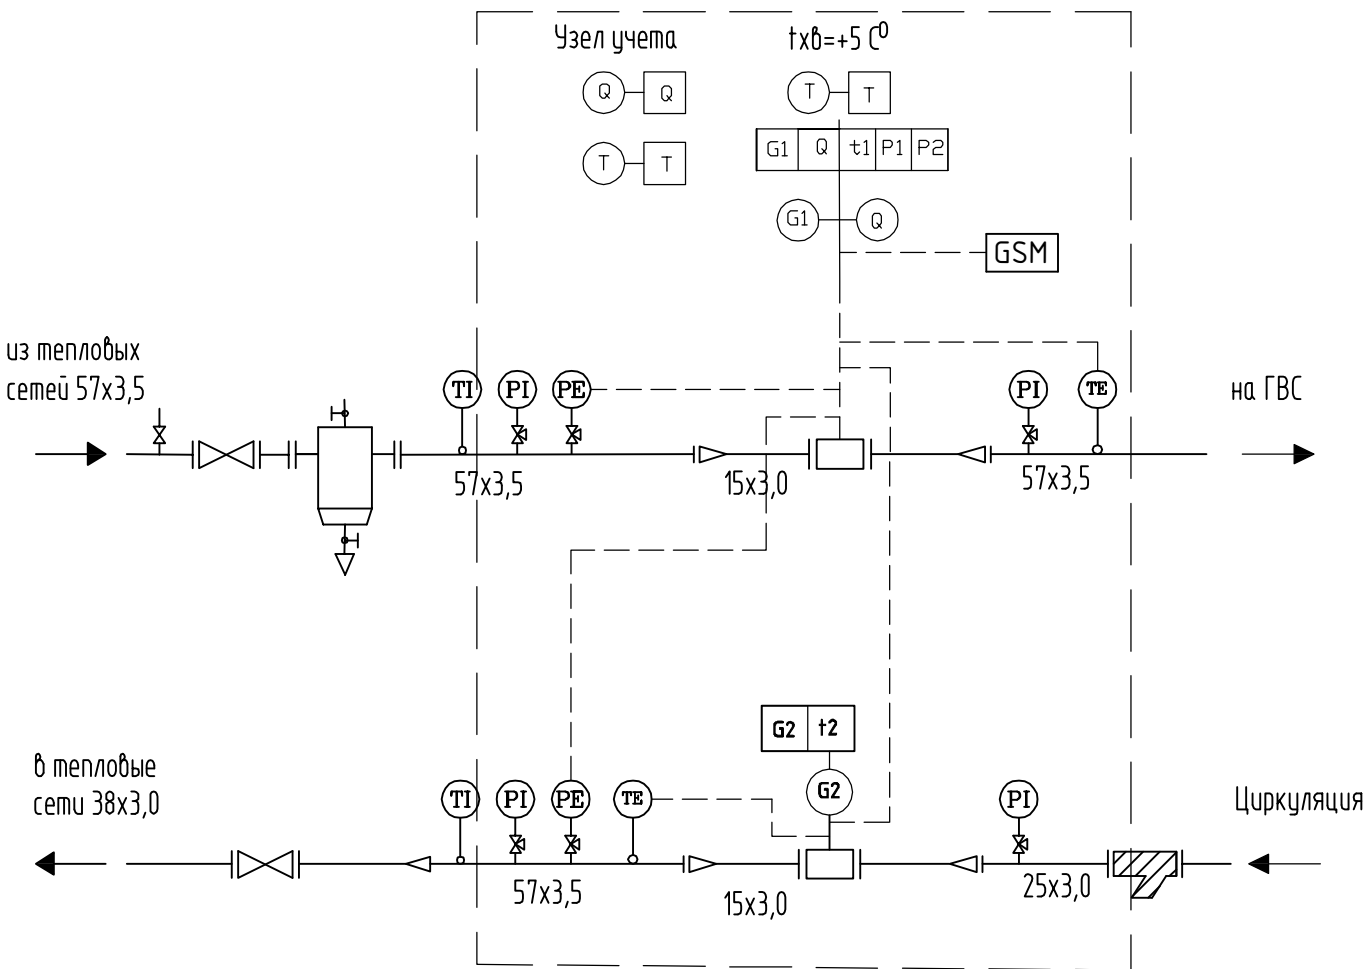 Узел учета
tхв=+5 С⁰
Q Q
T T
T T
G1 Q t1 P1 P2
G1 Q
GSM
из тепловых
сетей 57х3,5
TI PI PE
PI TE
на ГВС
57х3,5
15х3,0
57х3,5
G2 t2
G2
в тепловые
сети 38х3,0
TI PI PE TE
PI
Циркуляция
57х3,5
15х3,0
25х3,0